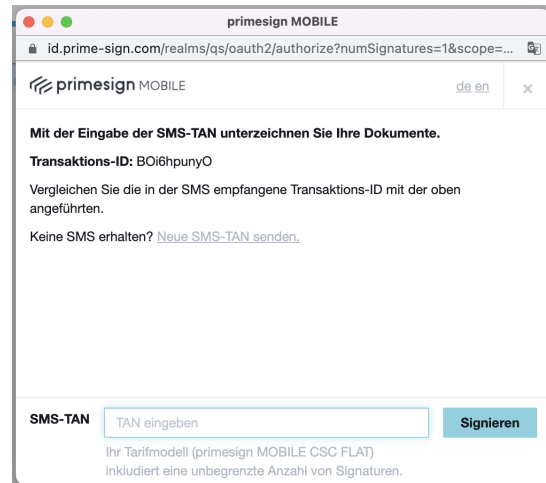 primesign MOBILE
id.prime-sign.com/realms/qs/oauth2/authorize?numSignatures=1&scope=...
primesign MOBILE
de en
Mit der Eingabe der SMS-TAN unterzeichnen Sie Ihre Dokumente.
Transaktions-ID: BOi6hpunyO
Vergleichen Sie die in der SMS empfangene Transaktions-ID mit der oben
angeführten.
Keine SMS erhalten? Neue SMS-TAN senden.
SMS-TAN
TAN eingeben
Signieren
Ihr Tarifmodell (primesign MOBILE CSC FLAT)
inkludiert eine unbegrenzte Anzahl von Signaturen.